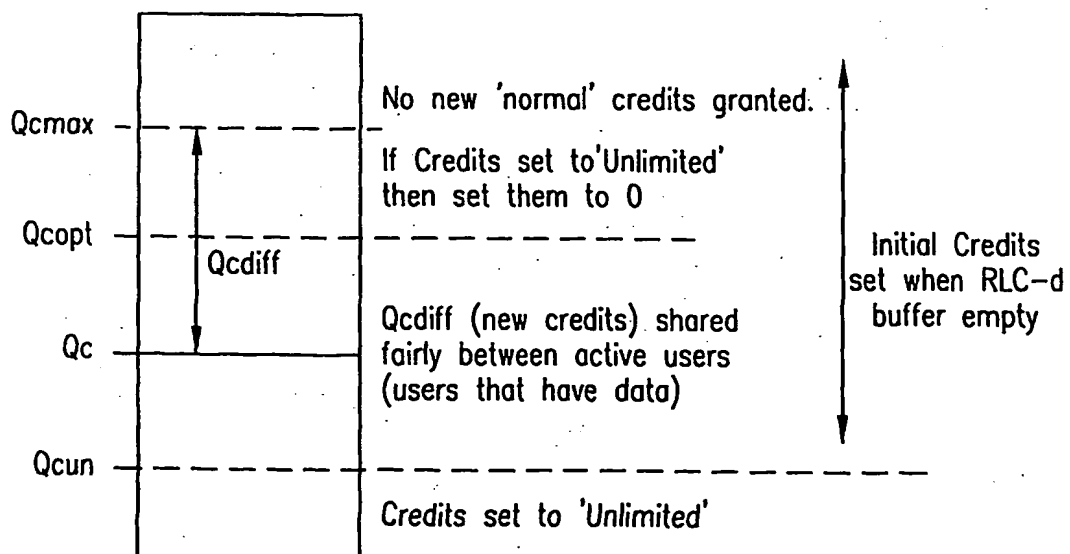 No new 'normal' credits granted.
Qcmax
If Credits set to 'Unlimited'
then set them to 0
Qcopt
Qcdiff
Initial Credits
set when RLC-d
buffer empty
Qcdiff (new credits) shared
fairly between active users
(users that have data)
Qc
Qcun
Credits set to 'Unlimited'